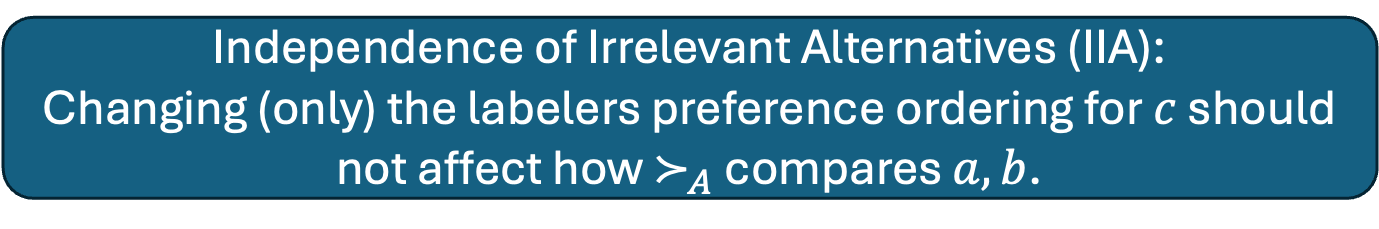 Independence of Irrelevant Alternatives (IIA):
Changing (only) the labelers preference ordering for c should
not affect how ≻_A compares a, b.